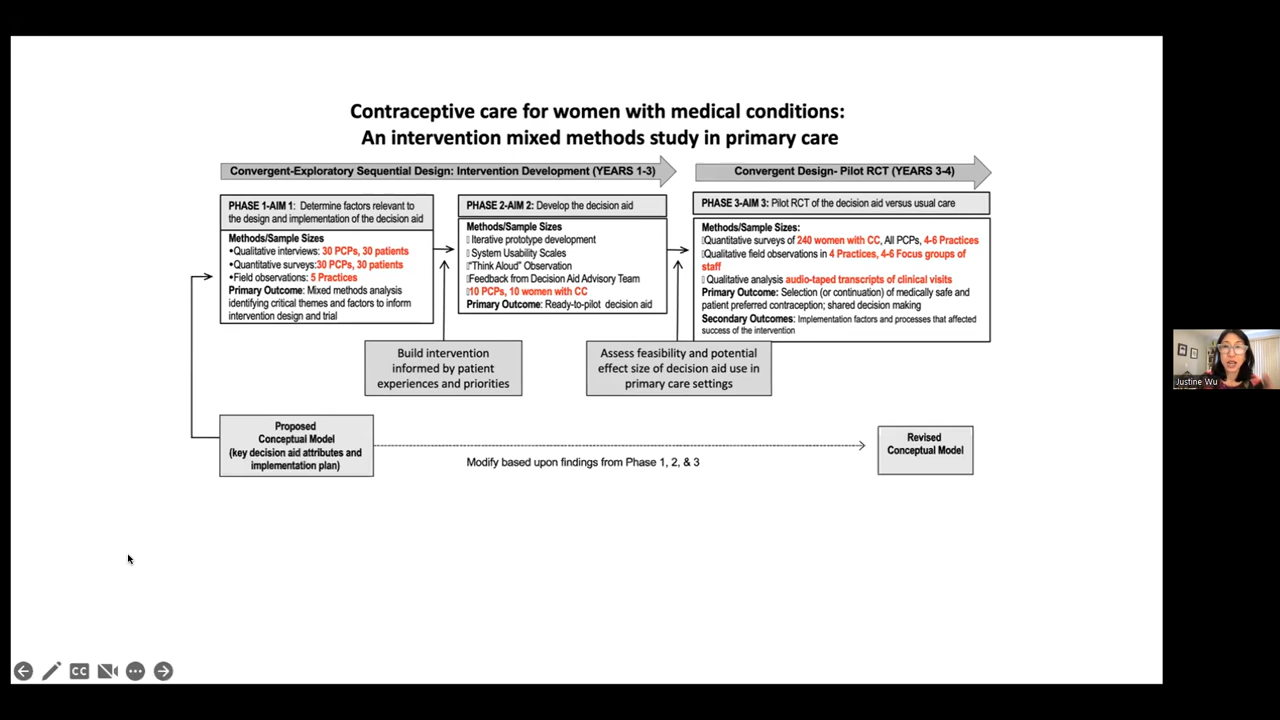 Contraceptive care for women with medical conditions:
An intervention mixed methods study in primary care
Convergent-Exploratory Sequential Design: Intervention Development (YEARS 1-3)
Convergent Design- Pilot RCT (YEARS 3-4)
PHASE 1-AIM 1: Determine factors relevant to
the design and implementation of the decision aid
Methods/Sample Sizes
•Qualitative interviews: 30 PCPs, 30 patients
•Quantitative surveys:30 PCPs, 30 patients
•Field observations: 5 Practices
Primary Outcome: Mixed methods analysis
identifying critical themes and factors to inform
intervention design and trial
PHASE 2-AIM 2: Develop the decision aid
Methods/Sample Sizes
Iterative prototype development
System Usability Scales
“Think Aloud” Observation
Feedback from Decision Aid Advisory Team
10 PCPs, 10 women with CC
Primary Outcome: Ready-to-pilot decision aid
PHASE 3-AIM 3: Pilot RCT of the decision aid versus usual care
Methods/Sample Sizes:
Quantitative surveys of 240 women with CC, All PCPs, 4-6 Practices
Qualitative field observations in 4 Practices, 4-6 Focus groups of
staff
Qualitative analysis audio-taped transcripts of clinical visits
Primary Outcome: Selection (or continuation) of medically safe and
patient preferred contraception; shared decision making
Secondary Outcomes: Implementation factors and processes that affected
success of the intervention
Build intervention
informed by patient
experiences and priorities
Assess feasibility and potential
effect size of decision aid use in
primary care settings
Proposed
Conceptual Model
(key decision aid attributes and
implementation plan)
Modify based upon findings from Phase 1, 2, & 3
Revised
Conceptual Model
Justine Wu
CC